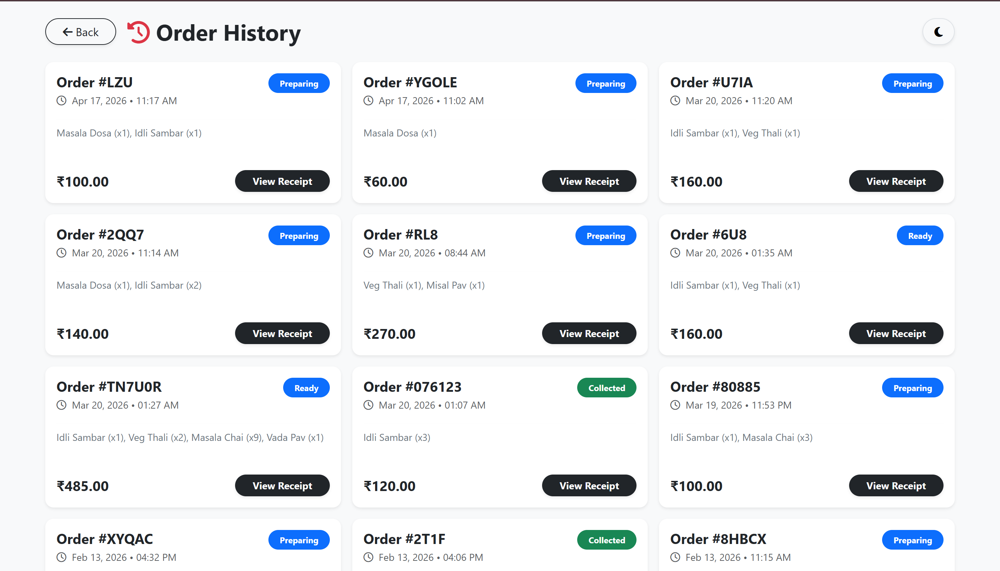 Back
Order History
Order #LZU
Preparing
Apr 17, 2026 • 11:17 AM
Masala Dosa (x1), Idli Sambar (x1)
₹100.00
View Receipt
Order #YGOLE
Preparing
Apr 17, 2026 • 11:02 AM
Masala Dosa (x1)
₹60.00
View Receipt
Order #U7IA
Preparing
Mar 20, 2026 • 11:20 AM
Idli Sambar (x1), Veg Thali (x1)
₹160.00
View Receipt
Order #2QQ7
Preparing
Mar 20, 2026 • 11:14 AM
Masala Dosa (x1), Idli Sambar (x2)
₹140.00
View Receipt
Order #RL8
Preparing
Mar 20, 2026 • 08:44 AM
Veg Thali (x1), Misal Pav (x1)
₹270.00
View Receipt
Order #6U8
Ready
Mar 20, 2026 • 01:35 AM
Idli Sambar (x1), Veg Thali (x1)
₹160.00
View Receipt
Order #TN7U0R
Ready
Mar 20, 2026 • 01:27 AM
Idli Sambar (x1), Veg Thali (x2), Masala Chai (x9), Vada Pav (x1)
₹485.00
View Receipt
Order #076123
Collected
Mar 20, 2026 • 01:07 AM
Idli Sambar (x3)
₹120.00
View Receipt
Order #80885
Preparing
Mar 19, 2026 • 11:53 PM
Idli Sambar (x1), Masala Chai (x3)
₹100.00
View Receipt
Order #XYQAC
Preparing
Feb 13, 2026 • 04:32 PM
Order #2T1F
Collected
Feb 13, 2026 • 04:06 PM
Order #8HBCX
Preparing
Feb 13, 2026 • 11:15 AM